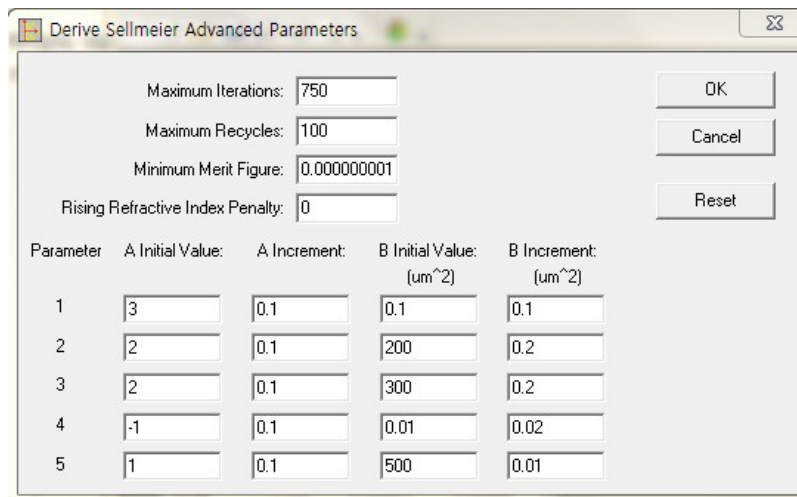 Derive Sellmeier Advanced Parameters
Maximum Iterations: 750
OK
Maximum Recycles: 100
Cancel
Minimum Merit Figure: 0.000000001
Rising Refractive Index Penalty: 0
Reset
Parameter A Initial Value: A Increment: B Initial Value: B Increment:
(um^2) (um^2)
1 3 0.1 0.1 0.1
2 2 0.1 200 0.2
3 2 0.1 300 0.2
4 -1 0.1 0.01 0.02
5 1 0.1 500 0.01